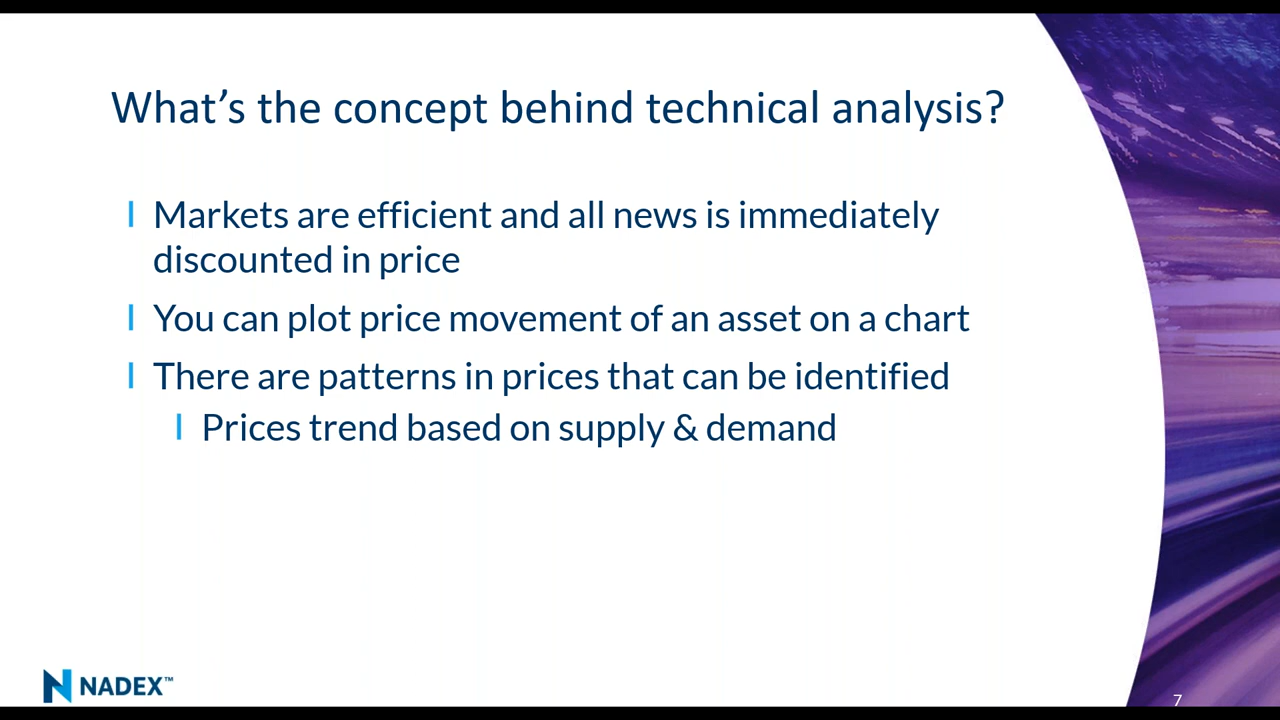 What’s the concept behind technical analysis?
Markets are efficient and all news is immediately
discounted in price
You can plot price movement of an asset on a chart
There are patterns in prices that can be identified
Prices trend based on supply & demand
NADEX™
7